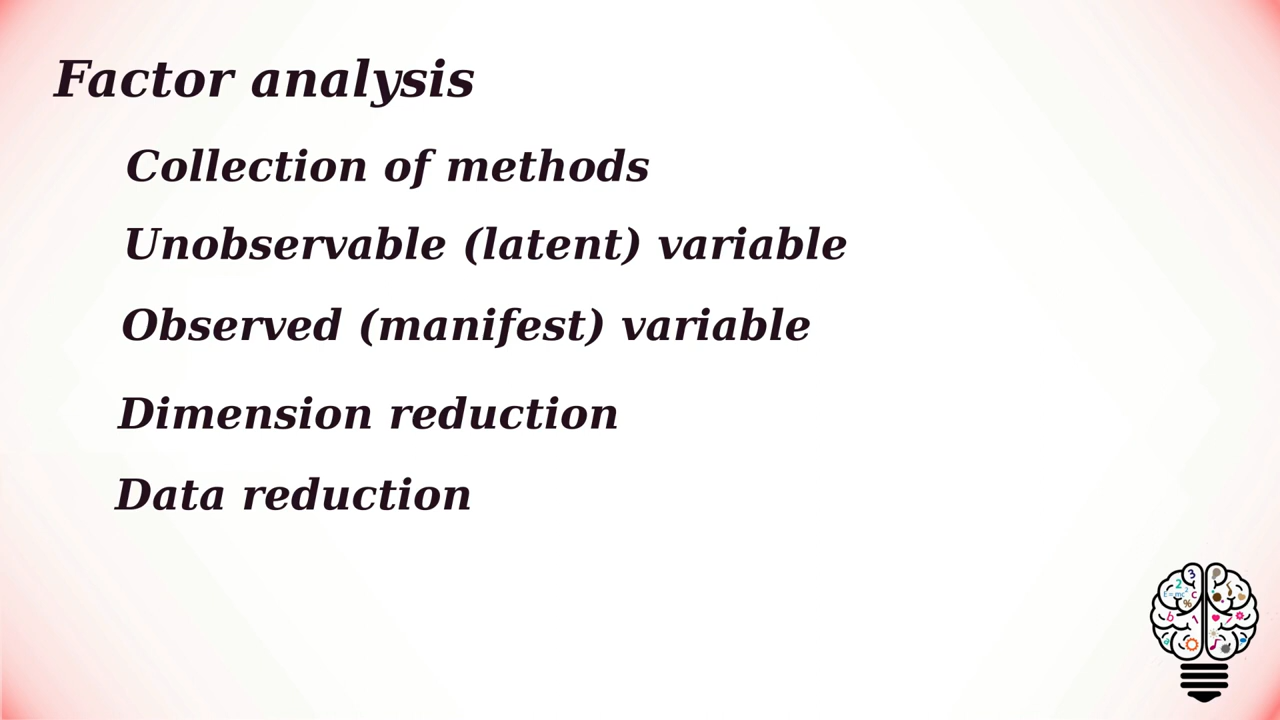 Factor analysis
Collection of methods
Unobservable (latent) variable
Observed (manifest) variable
Dimension reduction
Data reduction